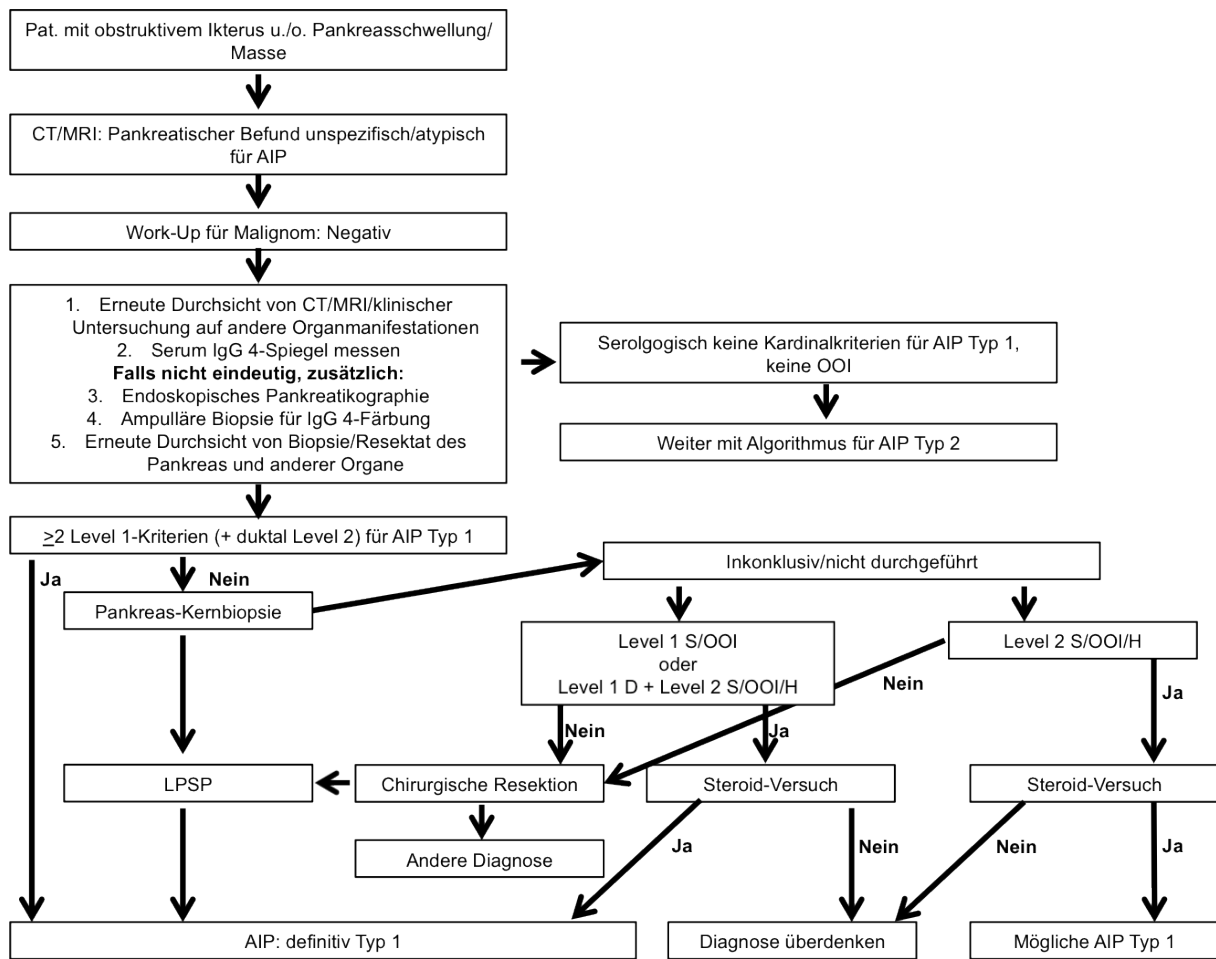 Pat. mit obstruktivem Ikterus u./o. Pankreasschwellung/
Masse
CT/MRI: Pankreatischer Befund unspezifisch/atypisch
für AIP
Work-Up für Malignom: Negativ
1. Erneute Durchsicht von CT/MRI/klinischer
Untersuchung auf andere Organmanifestationen
2. Serum IgG 4-Spiegel messen
Falls nicht eindeutig, zusätzlich:
3. Endoskopisches Pankreatikographie
4. Ampulläre Biopsie für IgG 4-Färbung
5. Erneute Durchsicht von Biopsie/Resektat des
Pankreas und anderer Organe
Serolgogisch keine Kardinalkriterien für AIP Typ 1,
keine OOI
Weiter mit Algorithmus für AIP Typ 2
≥2 Level 1-Kriterien (+ duktal Level 2) für AIP Typ 1
Ja
Nein
Inkonklusiv/nicht durchgeführt
Pankreas-Kernbiopsie
Level 1 S/OOI
oder
Level 1 D + Level 2 S/OOI/H
Level 2 S/OOI/H
Nein
Ja
Nein
Ja
LPSP
Chirurgische Resektion
Steroid-Versuch
Steroid-Versuch
Andere Diagnose
Ja
Nein
Nein
Ja
AIP: definitiv Typ 1
Diagnose überdenken
Mögliche AIP Typ 1